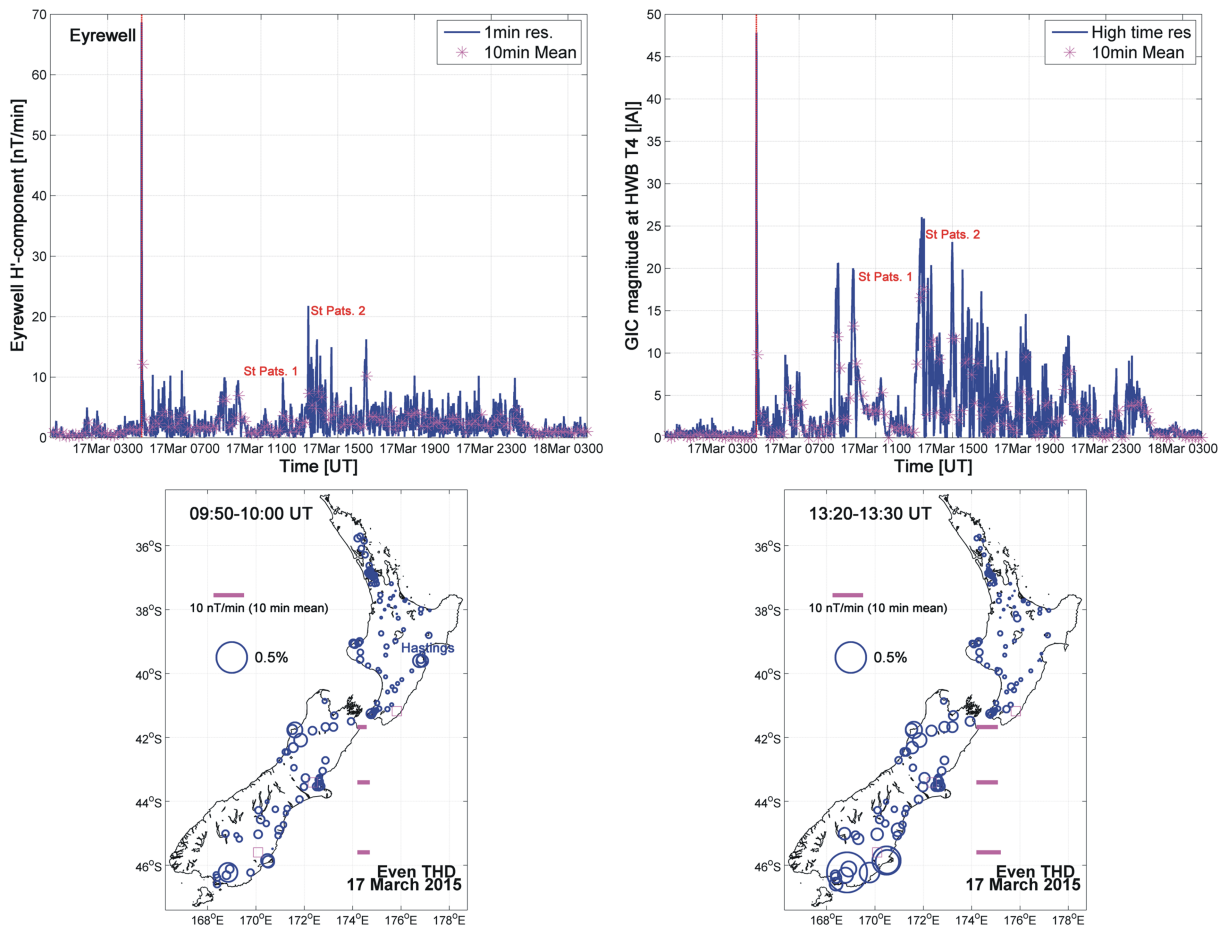 70
60
50
40
30
20
10
0
Eyrewell H'-component [nT/min]
Eyrewell
1min res.
10min Mean
St Pats. 1
St Pats. 2
17Mar 0300 17Mar 0700 17Mar 1100 17Mar 1500 17Mar 1900 17Mar 2300 18Mar 0300
Time [UT]
50
45
40
35
30
25
20
15
10
5
0
GIC magnitude at HWB T4 [|A|]
High time res
10min Mean
St Pats. 2
St Pats. 1
17Mar 0300 17Mar 0700 17Mar 1100 17Mar 1500 17Mar 1900 17Mar 2300 18Mar 0300
Time [UT]
09:50-10:00 UT
36°S
10 nT/min (10 min mean)
38°S
Hastings
0.5%
40°S
42°S
44°S
46°S
Even THD
17 March 2015
168°E 170°E 172°E 174°E 176°E 178°E
13:20-13:30 UT
36°S
10 nT/min (10 min mean)
38°S
0.5%
40°S
42°S
44°S
46°S
Even THD
17 March 2015
168°E 170°E 172°E 174°E 176°E 178°E